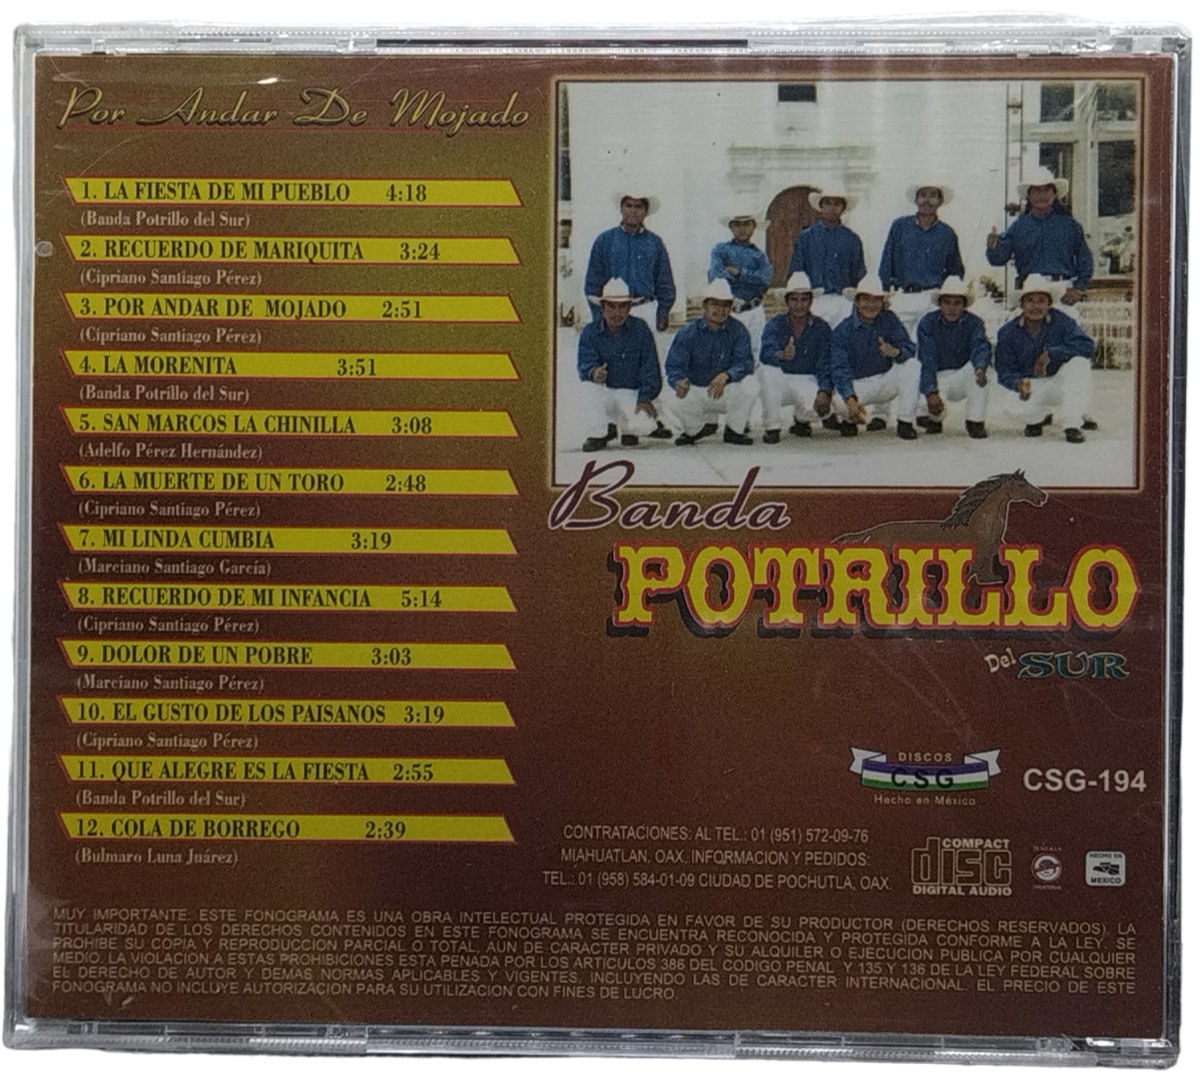 Por Andar De Mojado
1. LA FIESTA DE MI PUEBLO 4:18
(Banda Potrillo del Sur)
2. RECUERDO DE MARIQUITA 3:24
(Cipriano Santiago Pérez)
3. POR ANDAR DE MOJADO 2:51
(Cipriano Santiago Pérez)
4. LA MORENITA 3:51
(Banda Potrillo del Sur)
5. SAN MARCOS LA CHINILLA 3:08
(Adelfo Pérez Hernández)
6. LA MUERTE DE UN TORO 2:48
(Cipriano Santiago Pérez)
7. MI LINDA CUMBIA 3:19
(Marciano Santiago García)
8. RECUERDO DE MI INFANCIA 5:14
(Cipriano Santiago Pérez)
9. DOLOR DE UN POBRE 3:03
(Marciano Santiago Pérez)
10. EL GUSTO DE LOS PAISANOS 3:19
(Cipriano Santiago Pérez)
11. QUE ALEGRE ES LA FIESTA 2:55
(Banda Potrillo del Sur)
12. COLA DE BORREGO 2:39
(Bulmaro Luna Juárez)
Banda
POTRILLO
Del SUR
DISCOS
CSG
Hecho en México
CSG-194
CONTRATACIONES: AL TEL.: 01 (951) 572-09-76
MIAHUATLAN, OAX. INFORMACION Y PEDIDOS:
TEL.: 01 (958) 584-01-09 CIUDAD DE POCHUTLA, OAX.
COMPACT
disc
DIGITAL AUDIO
HECHO EN
MEXICO
MUY IMPORTANTE: ESTE FONOGRAMA ES UNA OBRA INTELECTUAL PROTEGIDA EN FAVOR DE SU PRODUCTOR (DERECHOS RESERVADOS). LA
TITULARIDAD DE LOS DERECHOS CONTENIDOS EN ESTE FONOGRAMA SE ENCUENTRA RECONOCIDA Y PROTEGIDA CONFORME A LA LEY. SE
PROHIBE SU COPIA Y REPRODUCCION PARCIAL O TOTAL, AUN DE CARACTER PRIVADO Y SU ALQUILER O EJECUCION PUBLICA POR CUALQUIER
MEDIO. LA VIOLACION A ESTAS PROHIBICIONES ESTA PENADA POR LOS ARTICULOS 386 DEL CODIGO PENAL Y 135 Y 136 DE LA LEY FEDERAL SOBRE
EL DERECHO DE AUTOR Y DEMAS NORMAS APLICABLES Y VIGENTES, INCLUYENDO LAS DE CARACTER INTERNACIONAL. EL PRECIO DE ESTE
FONOGRAMA NO INCLUYE AUTORIZACION PARA SU UTILIZACION CON FINES DE LUCRO.